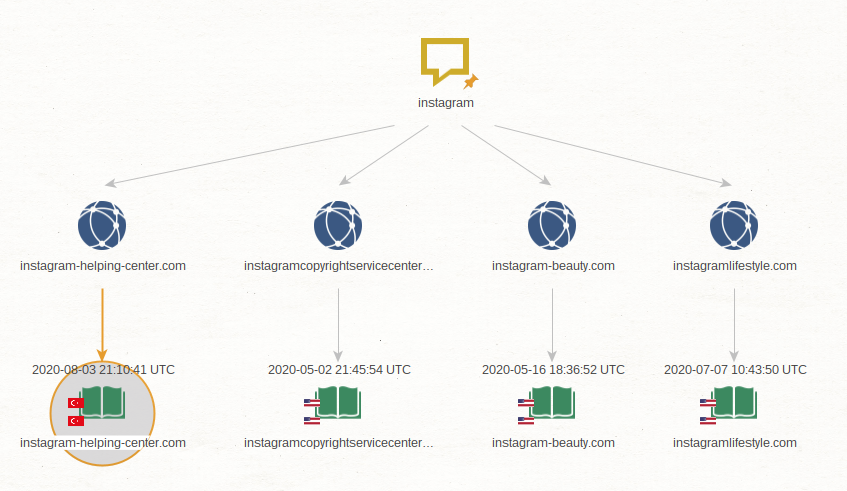 instagram
instagram-helping-center.com
instagramcopyrightservicecenter...
instagram-beauty.com
instagramlifestyle.com
2020-08-03 21:10:41 UTC
2020-05-02 21:45:54 UTC
2020-05-16 18:36:52 UTC
2020-07-07 10:43:50 UTC
instagram-helping-center.com
instagramcopyrightservicecenter...
instagram-beauty.com
instagramlifestyle.com